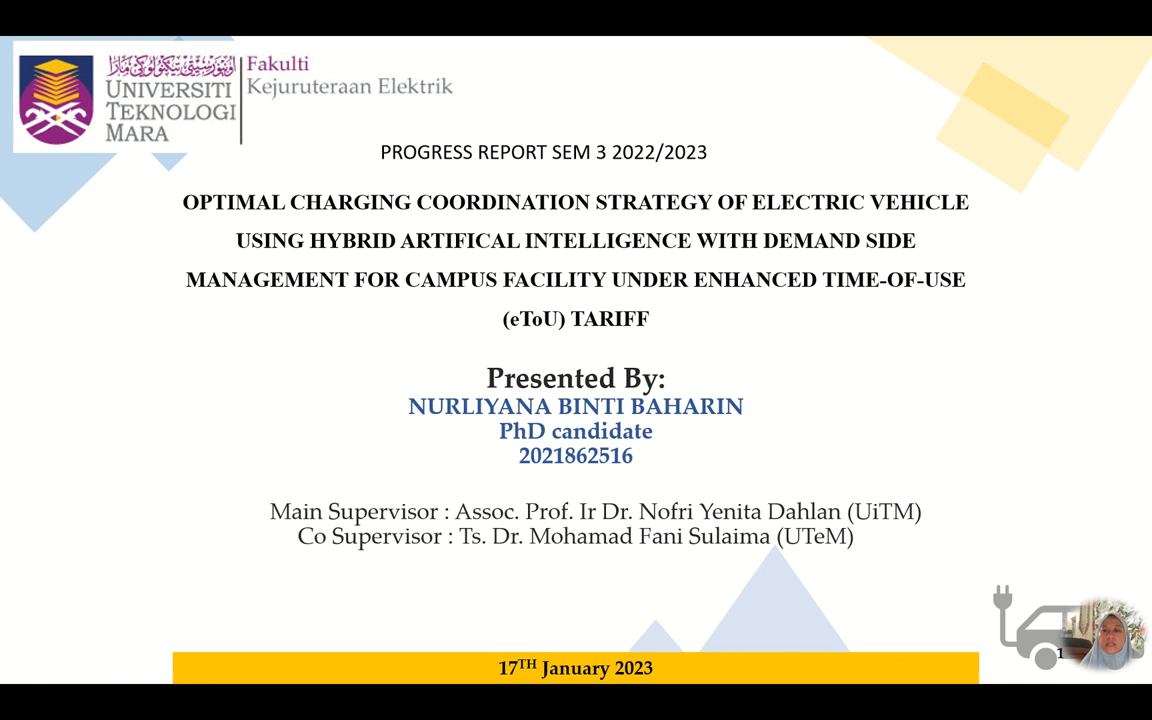 اونيۏرسيتي تيكنولوݢي مارا
UNIVERSITI
TEKNOLOGI
MARA
Fakulti
Kejuruteraan Elektrik
PROGRESS REPORT SEM 3 2022/2023
OPTIMAL CHARGING COORDINATION STRATEGY OF ELECTRIC VEHICLE
USING HYBRID ARTIFICAL INTELLIGENCE WITH DEMAND SIDE
MANAGEMENT FOR CAMPUS FACILITY UNDER ENHANCED TIME-OF-USE
(eToU) TARIFF
Presented By:
NURLIYANA BINTI BAHARIN
PhD candidate
2021862516
Main Supervisor : Assoc. Prof. Ir Dr. Nofri Yenita Dahlan (UiTM)
Co Supervisor : Ts. Dr. Mohamad Fani Sulaima (UTeM)
1
17TH January 2023